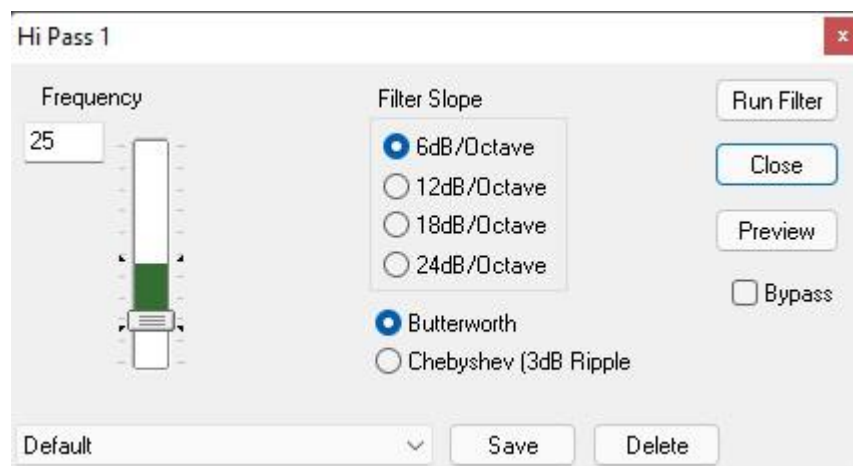 Hi Pass 1
x
Frequency
25
Filter Slope
6dB/Octave
12dB/Octave
18dB/Octave
24dB/Octave
Butterworth
Chebyshev (3dB Ripple
Run Filter
Close
Preview
Bypass
Default
Save
Delete